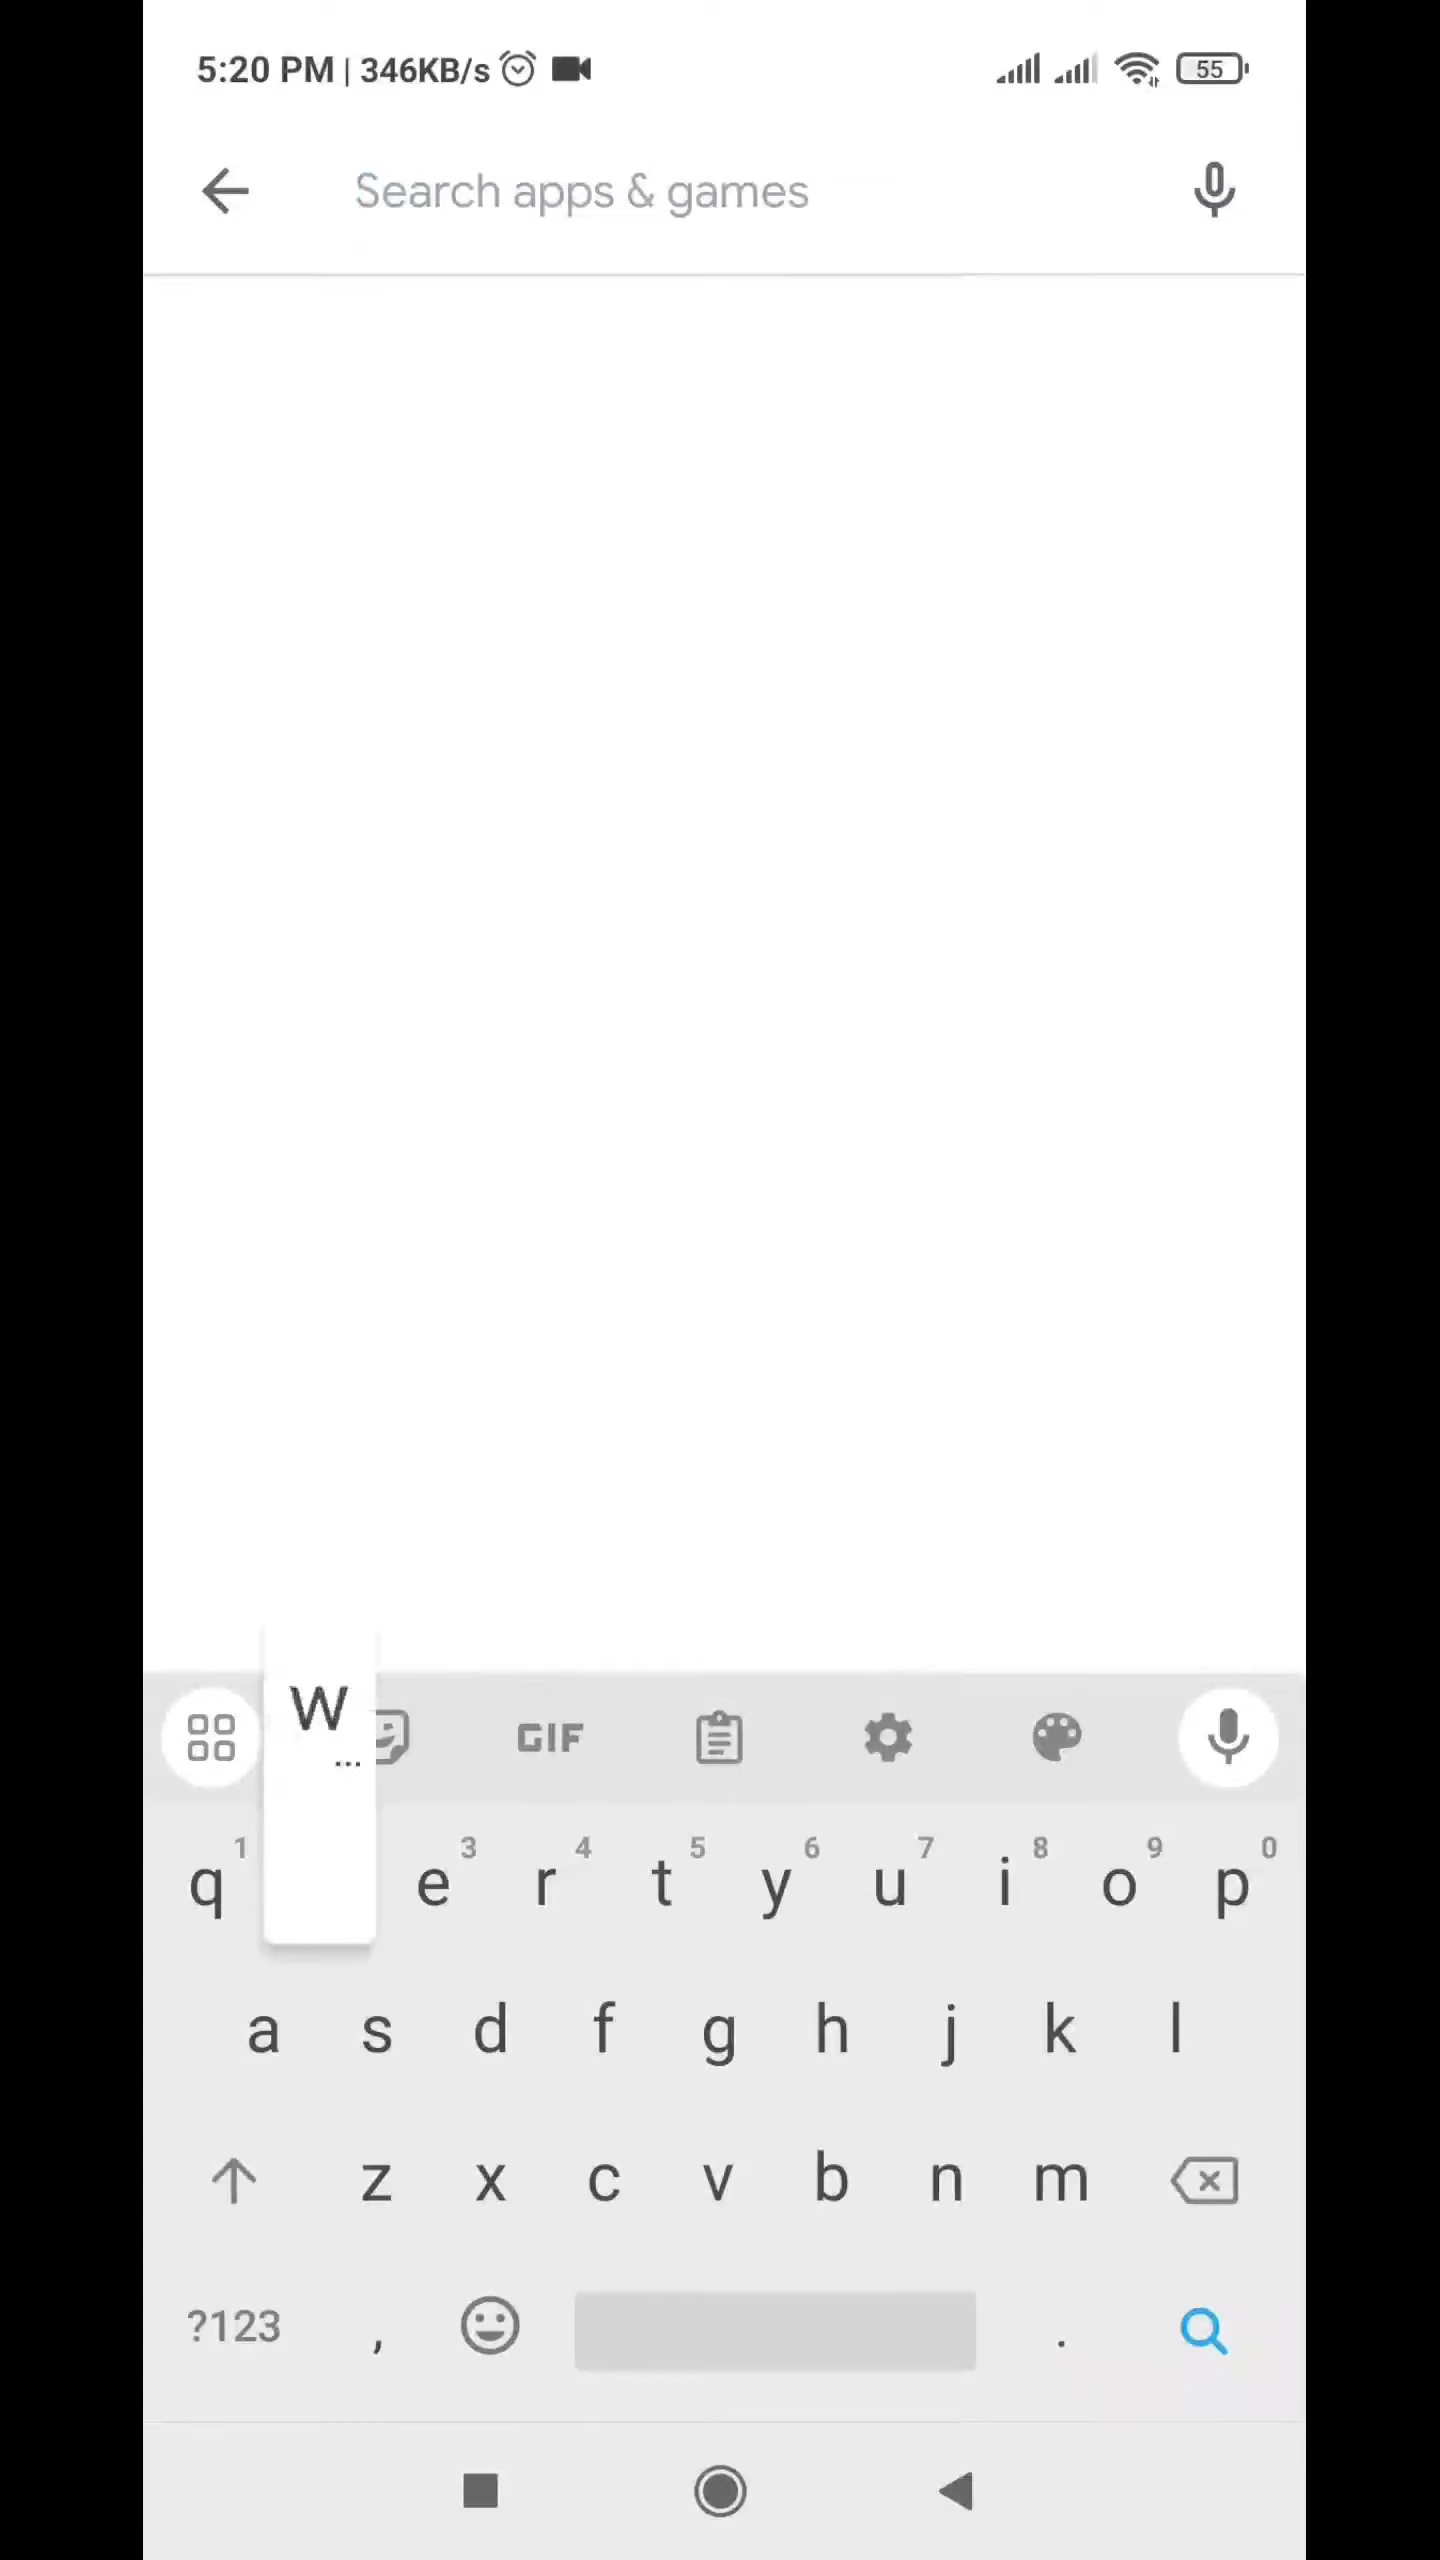 5:20 PM | 346KB/s 55
Search apps & games
w
...
GIF
q 1 e 3 r 4 t 5 y 6 u 7 i 8 o 9 p 0
a s d f g h j k l
z x c v b n m
?123 , .